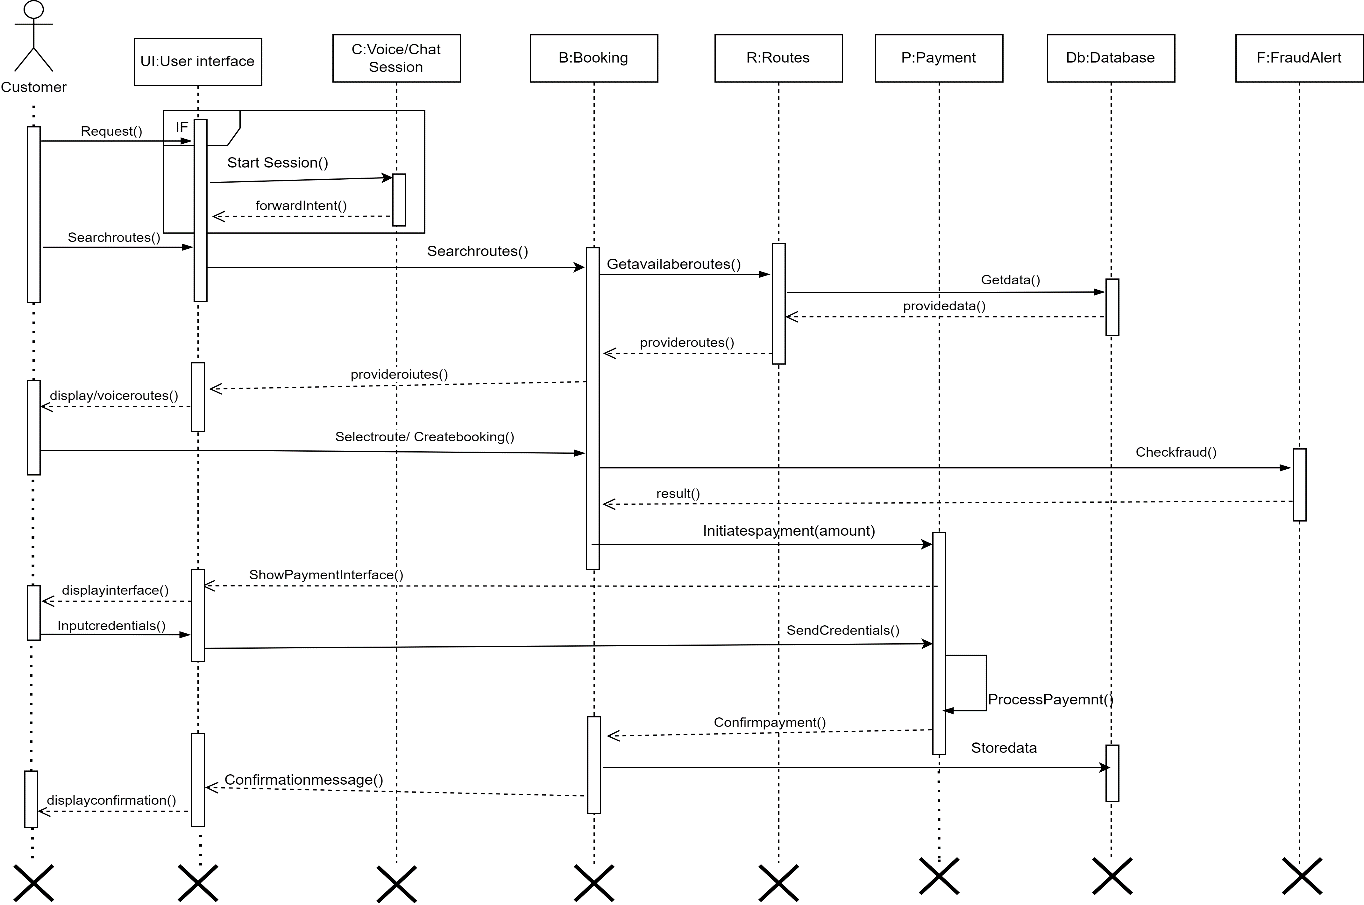 Customer
UI:User interface
C:Voice/Chat
Session
B:Booking
R:Routes
P:Payment
Db:Database
F:FraudAlert
IF
Request()
Start Session()
forwardIntent()
Searchroutes()
Searchroutes()
Getavailaberoutes()
Getdata()
providedata()
provideroutes()
provideroiutes()
display/voiceroutes()
Selectroute/ Createbooking()
Checkfraud()
result()
Initiatespayment(amount)
ShowPaymentInterface()
displayinterface()
Inputcredentials()
SendCredentials()
ProcessPayemnt()
Confirmpayment()
Storedata
Confirmationmessage()
displayconfirmation()